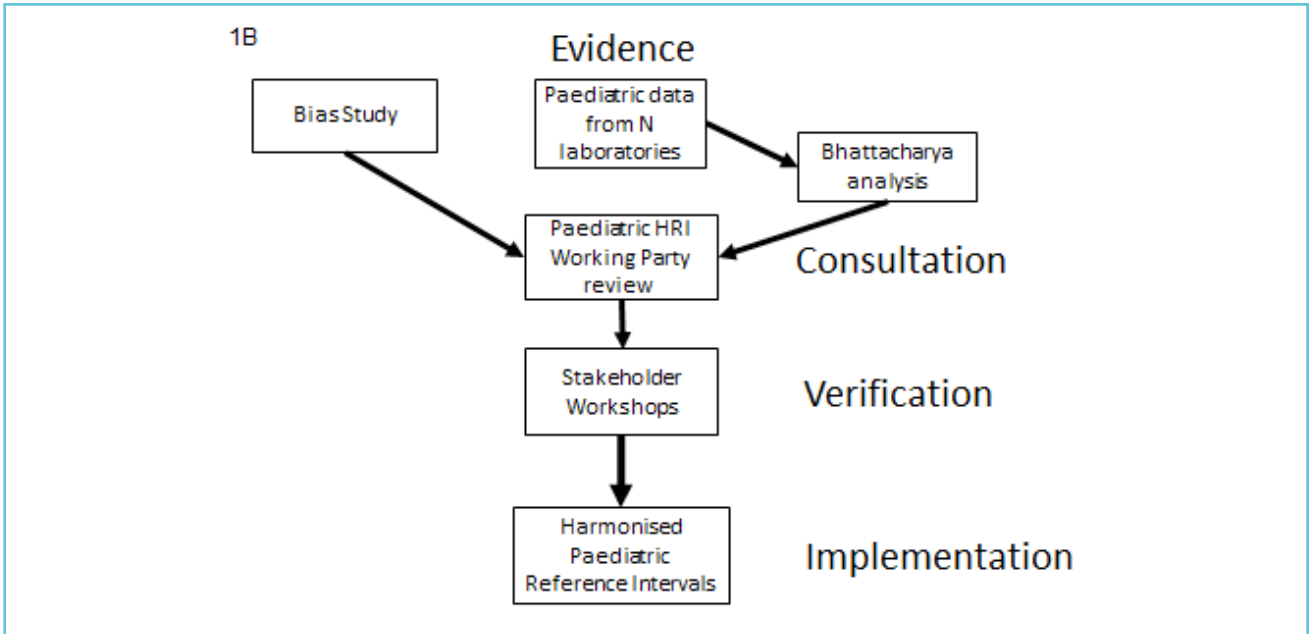 1B
Evidence
Bias Study
Paediatric data
from N
laboratories
Bhattacharya
analysis
Paediatric HRI
Working Party
review
Consultation
Stakeholder
Workshops
Verification
Harmonised
Paediatric
Reference Intervals
Implementation